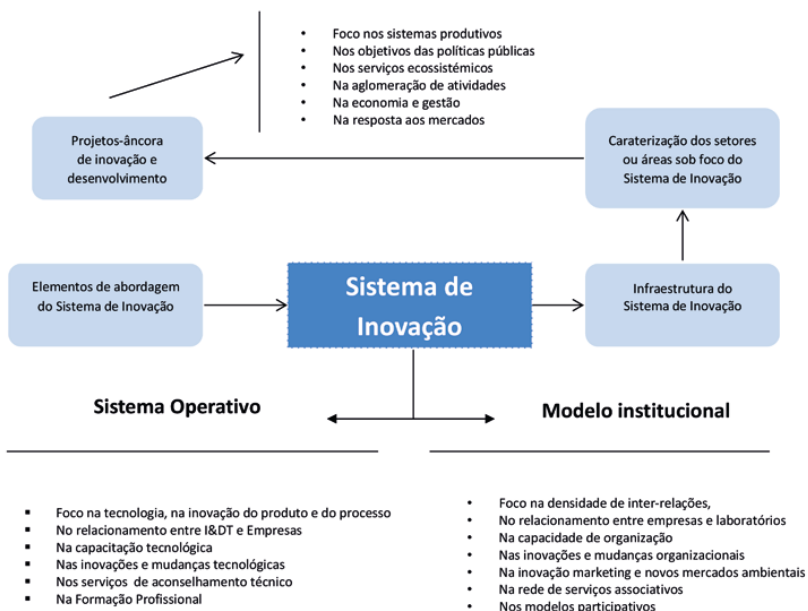 • Foco nos sistemas produtivos
• Nos objetivos das políticas públicas
• Nos serviços ecossistémicos
• Na aglomeração de atividades
• Na economia e gestão
• Na resposta aos mercados
Projetos-âncora
de inovação e
desenvolvimento
Caraterização dos setores
ou áreas sob foco do
Sistema de Inovação
Elementos de abordagem
do Sistema de Inovação
Sistema de
Inovação
Infraestrutura do
Sistema de Inovação
Sistema Operativo
Modelo institucional
▪ Foco na tecnologia, na inovação do produto e do processo
▪ No relacionamento entre I&DT e Empresas
▪ Na capacitação tecnológica
▪ Nas inovações e mudanças tecnológicas
▪ Nos serviços de aconselhamento técnico
▪ Na Formação Profissional
• Foco na densidade de inter-relações,
• No relacionamento entre empresas e laboratórios
• Na capacidade de organização
• Nas inovações e mudanças organizacionais
• Na inovação marketing e novos mercados ambientais
• Na rede de serviços associativos
• Nos modelos participativos